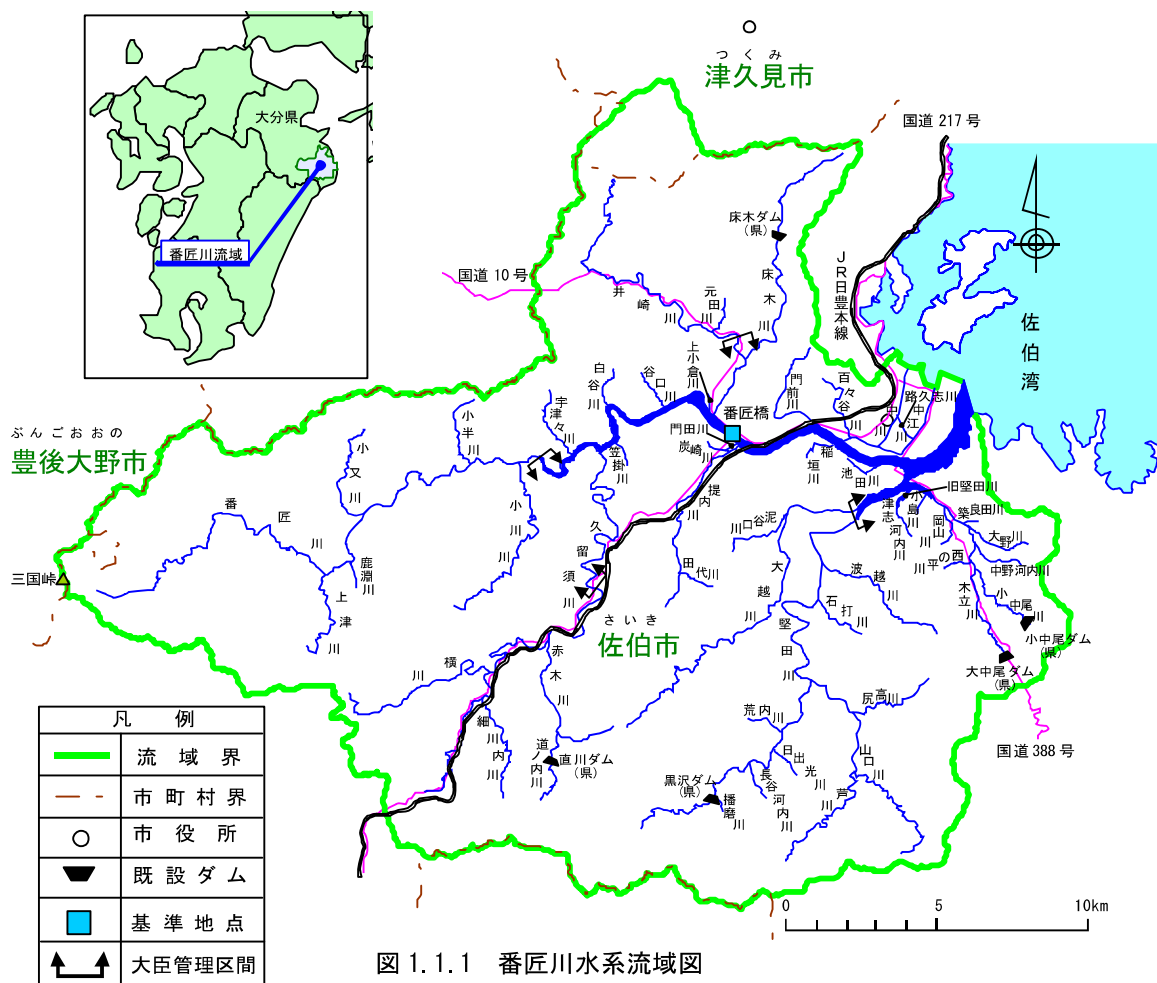 大分県
番匠川流域
つくみ
津久見市
国道 217 号
床木ダム
(県)
国道 10 号
JR日豊本線
佐伯湾
井崎川
元田川
床木川
上小倉川
白谷川
谷口川
門前川
百々谷川
中川
中江川
路久志川
番匠橋
小半川
宇津々川
門田川
炭崎川
笠掛川
提内川
稲垣川
池田川
旧堅田川
ぶんごおおの
豊後大野市
小又川
番匠川
小川川
久留須川
泥谷口川
津志河内川
小島川
岡山川
築良田川
大野川
中野河内川
西の平川
三国峠
鹿淵川
上津川
田代川
大越川
波越川
石打川
木立川
小中尾川
小中尾ダム
(県)
大中尾ダム
(県)
さいき
佐伯市
堅田川
赤木川
横川
細川内川
道ノ内川
直川ダム
(県)
尻高川
荒内川
日出光川
山口川
芦川
国道388号
黒沢ダム
(県)
播磨川
長谷河内川
凡 例
流 域 界
市 町 村 界
市 役 所
既 設 ダ ム
基 準 地 点
大臣管理区間
0 5 10km
図 1.1.1 番匠川水系流域図